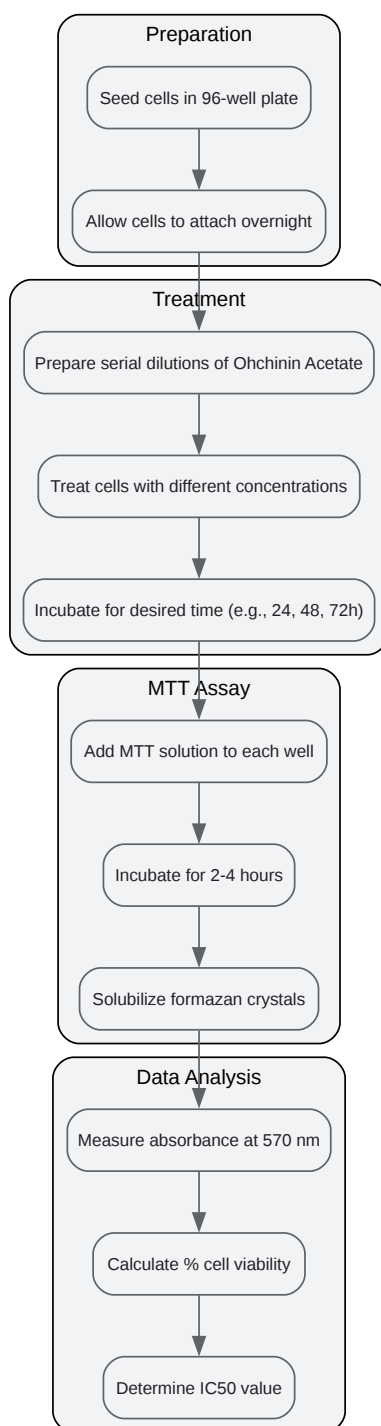 Preparation
Seed cells in 96-well plate
Allow cells to attach overnight
Treatment
Prepare serial dilutions of Ohchinin Acetate
Treat cells with different concentrations
Incubate for desired time (e.g., 24, 48, 72h)
MTT Assay
Add MTT solution to each well
Incubate for 2-4 hours
Solubilize formazan crystals
Data Analysis
Measure absorbance at 570 nm
Calculate % cell viability
Determine IC50 value